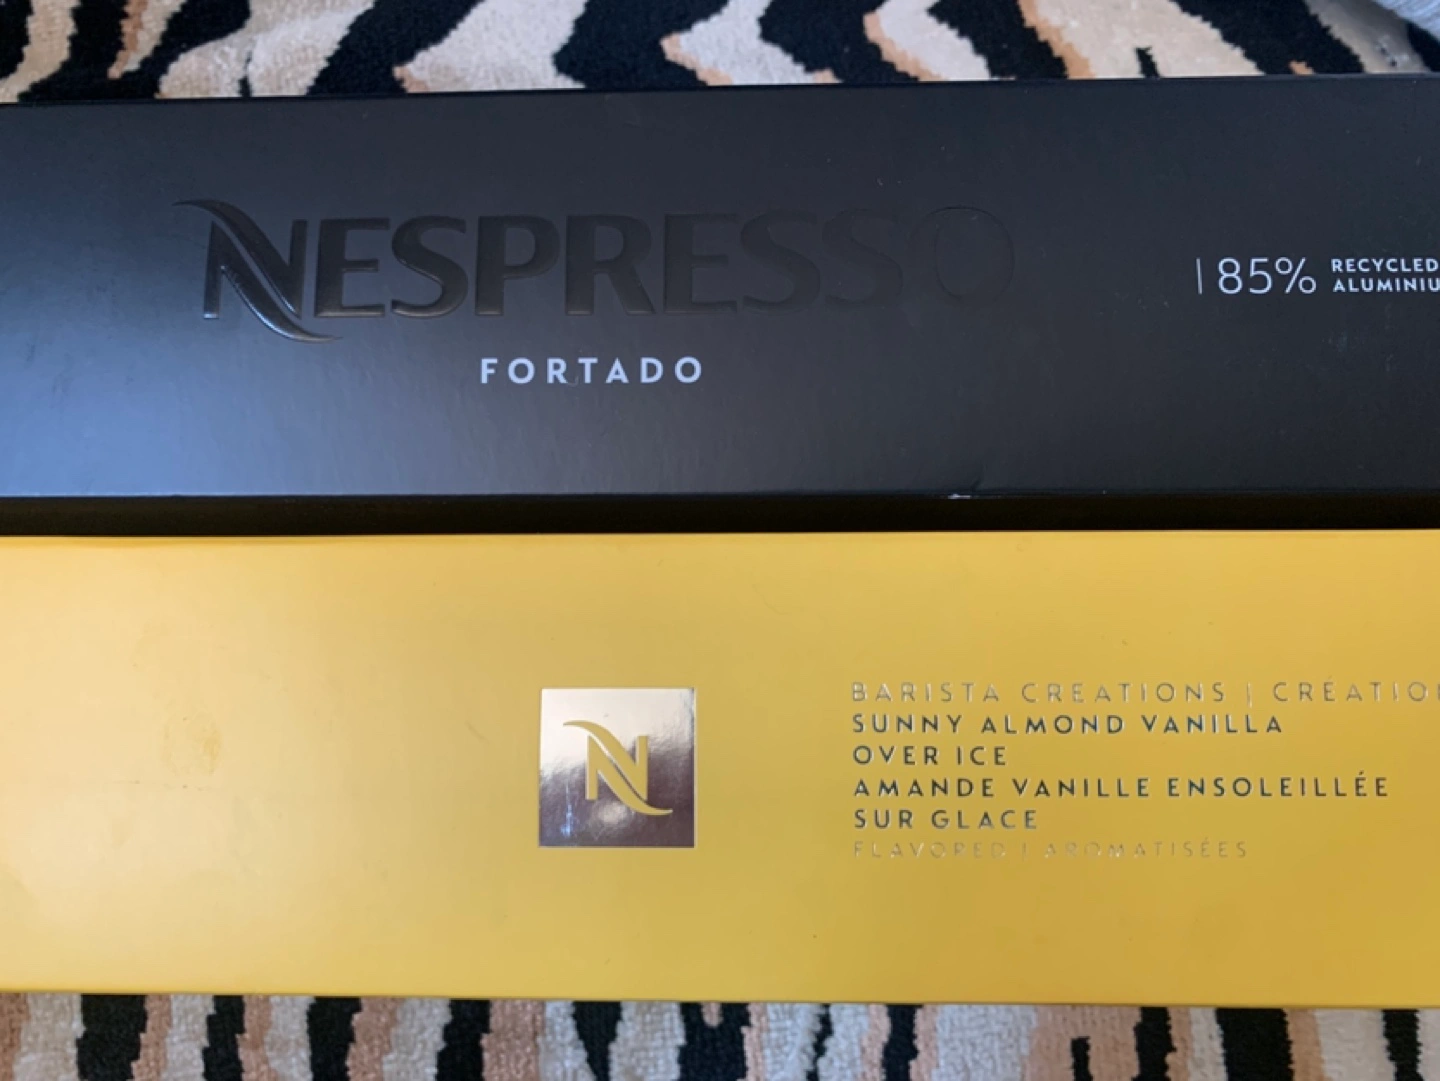 NESPRESSO
FORTADO
85% RECYCLED
ALUMINIU
N
BARISTA CREATIONS | CRÉATION
SUNNY ALMOND VANILLA
OVER ICE
AMANDE VANILLE ENSOLEILLÉE
SUR GLACE
FLAVORED | AROMATISÉES